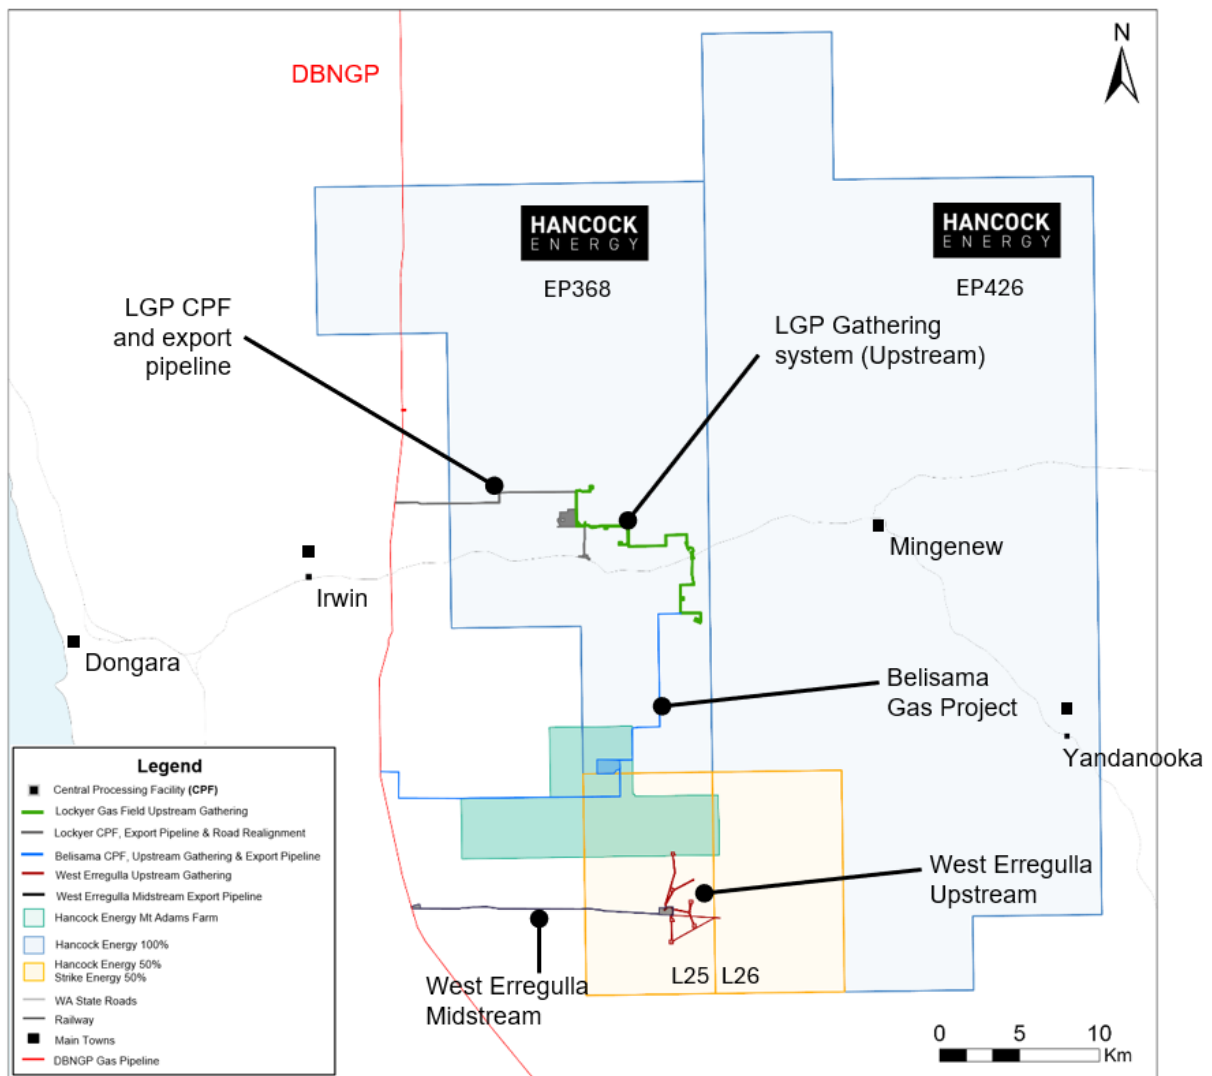 N
DBNGP
HANCOCK
ENERGY
EP368
HANCOCK
ENERGY
EP426
LGP CPF
and export
pipeline
LGP Gathering
system (Upstream)
Mingenew
Irwin
Dongara
Belisama
Gas Project
Yandanooka
West Erregulla
Upstream
L25
L26
West Erregulla
Midstream
0 5 10
Km
Legend
Central Processing Facility (CPF)
Lockyer Gas Field Upstream Gathering
Lockyer CPF, Export Pipeline & Road Realignment
Belisama CPF, Upstream Gathering & Export Pipeline
West Erregulla Upstream Gathering
West Erregulla Midstream Export Pipeline
Hancock Energy Mt Adams Farm
Hancock Energy 100%
Hancock Energy 50%
Strike Energy 50%
WA State Roads
Railway
Main Towns
DBNGP Gas Pipeline